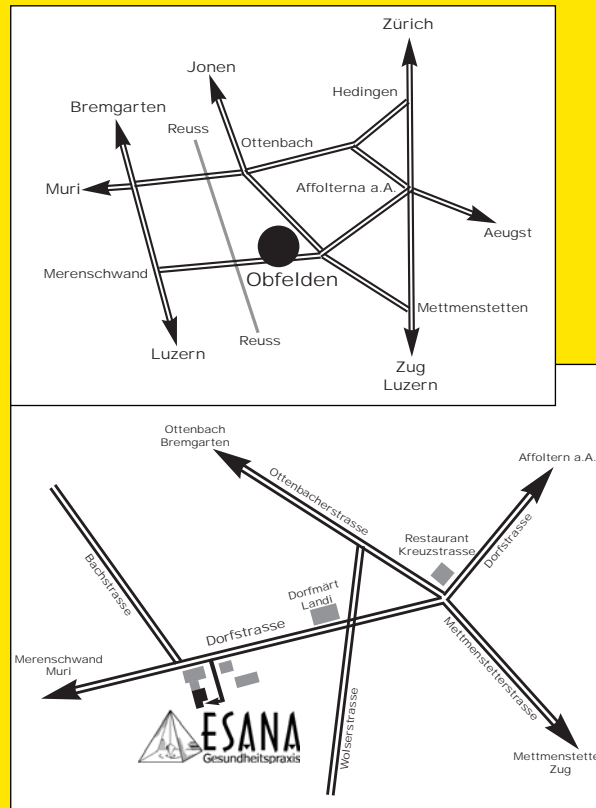 Zürich
Jonen
Hedingen
Bremgarten
Reuss
Ottenbach
Muri
Affolterna a.A.
Aeugst
Merenschwand
Obfelden
Mettmenstetten
Reuss
Luzern
Zug
Luzern
Ottenbach
Bremgarten
Affoltern a.A.
Ottenbacherstrasse
Restaurant
Kreuzstrasse
Dorfstrasse
Bachstrasse
Dorfmärt
Landi
Dorfstrasse
Mettmenstetterstrasse
Merenschwand
Muri
Wolserstrasse
ESANA
Gesundheitspraxis
Mettmenstette
Zug